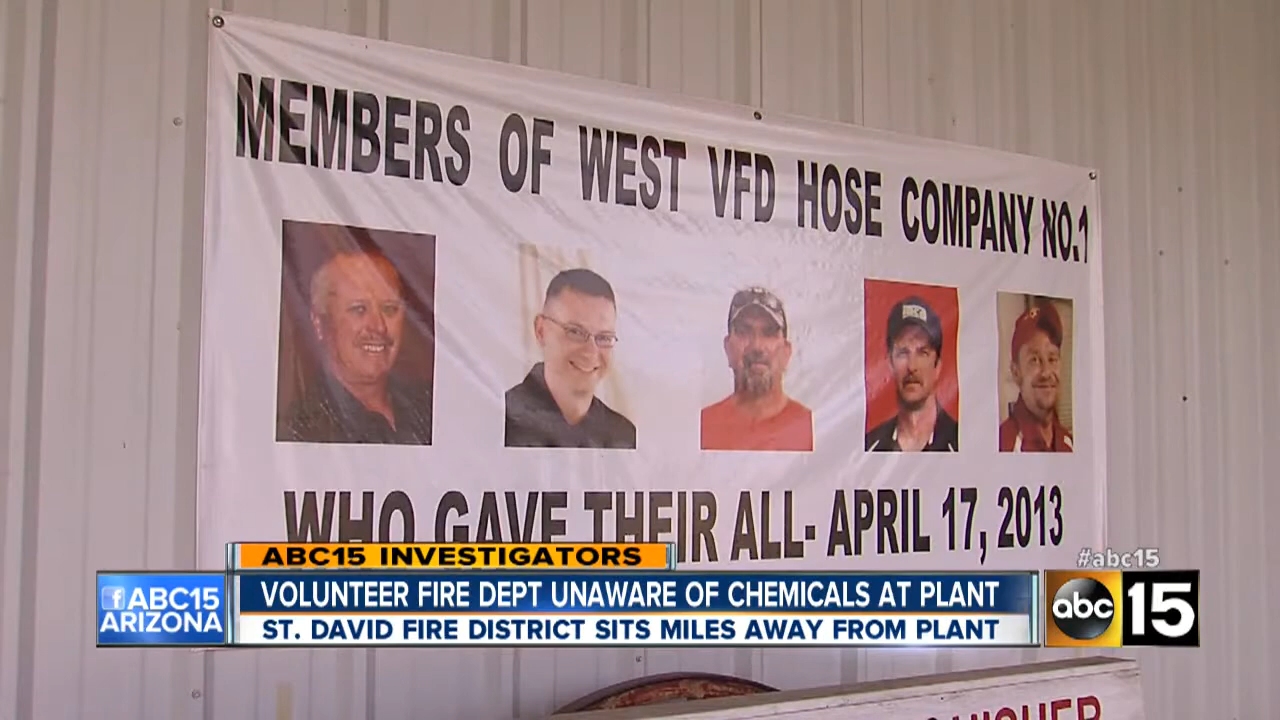 MEMBERS OF WEST VFD HOSE COMPANY NO.1
WHO GAVE THEIR ALL- APRIL 17, 2013
#abc15
ABC15 INVESTIGATORS
f ABC15
ARIZONA
VOLUNTEER FIRE DEPT UNAWARE OF CHEMICALS AT PLANT
ST. DAVID FIRE DISTRICT SITS MILES AWAY FROM PLANT
abc 15